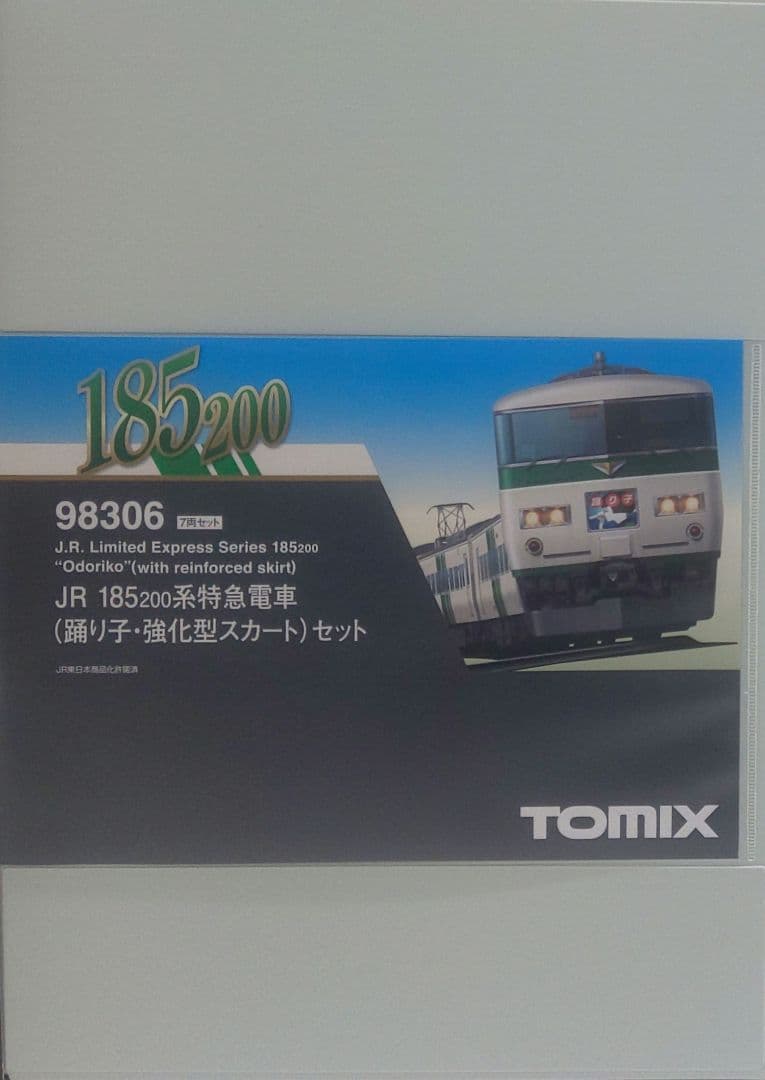 185200
98306 7両セット
J.R. Limited Express Series 185200
“Odoriko”(with reinforced skirt)
JR 185200系特急電車
(踊り子・強化型スカート)セット
JR東日本商品化許諾済
踊り子
TOMIX